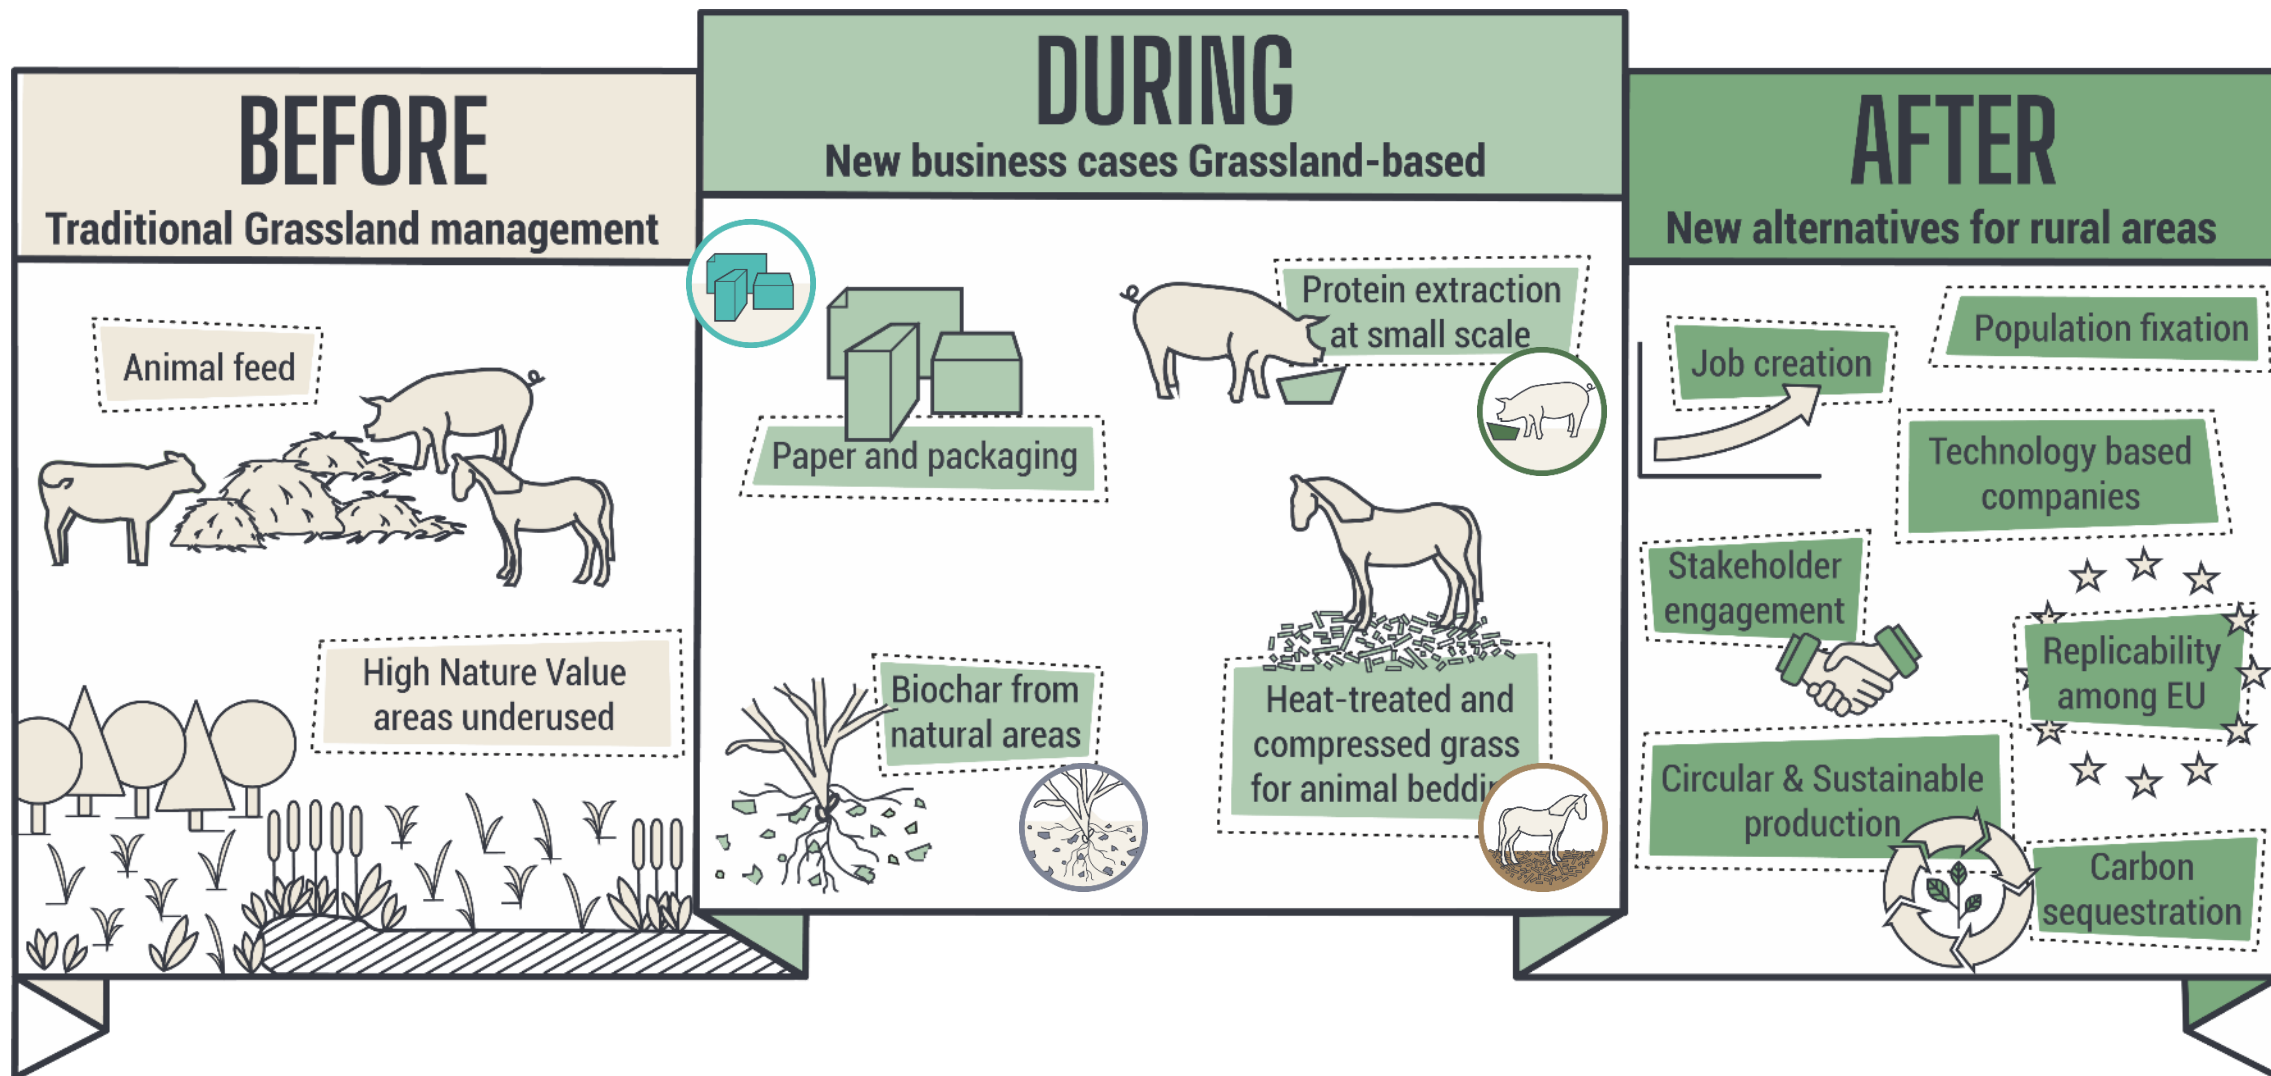 BEFORE
Traditional Grassland management
Animal feed
High Nature Value
areas underused
DURING
New business cases Grassland-based
Paper and packaging
Protein extraction
at small scale
Biochar from
natural areas
Heat-treated and
compressed grass
for animal
AFTER
New alternatives for rural areas
Job creation
Population fixation
Technology based
companies
Stakeholder
engagement
Replicability
among EU
Circular & Sustainable
production
Carbon
sequestration